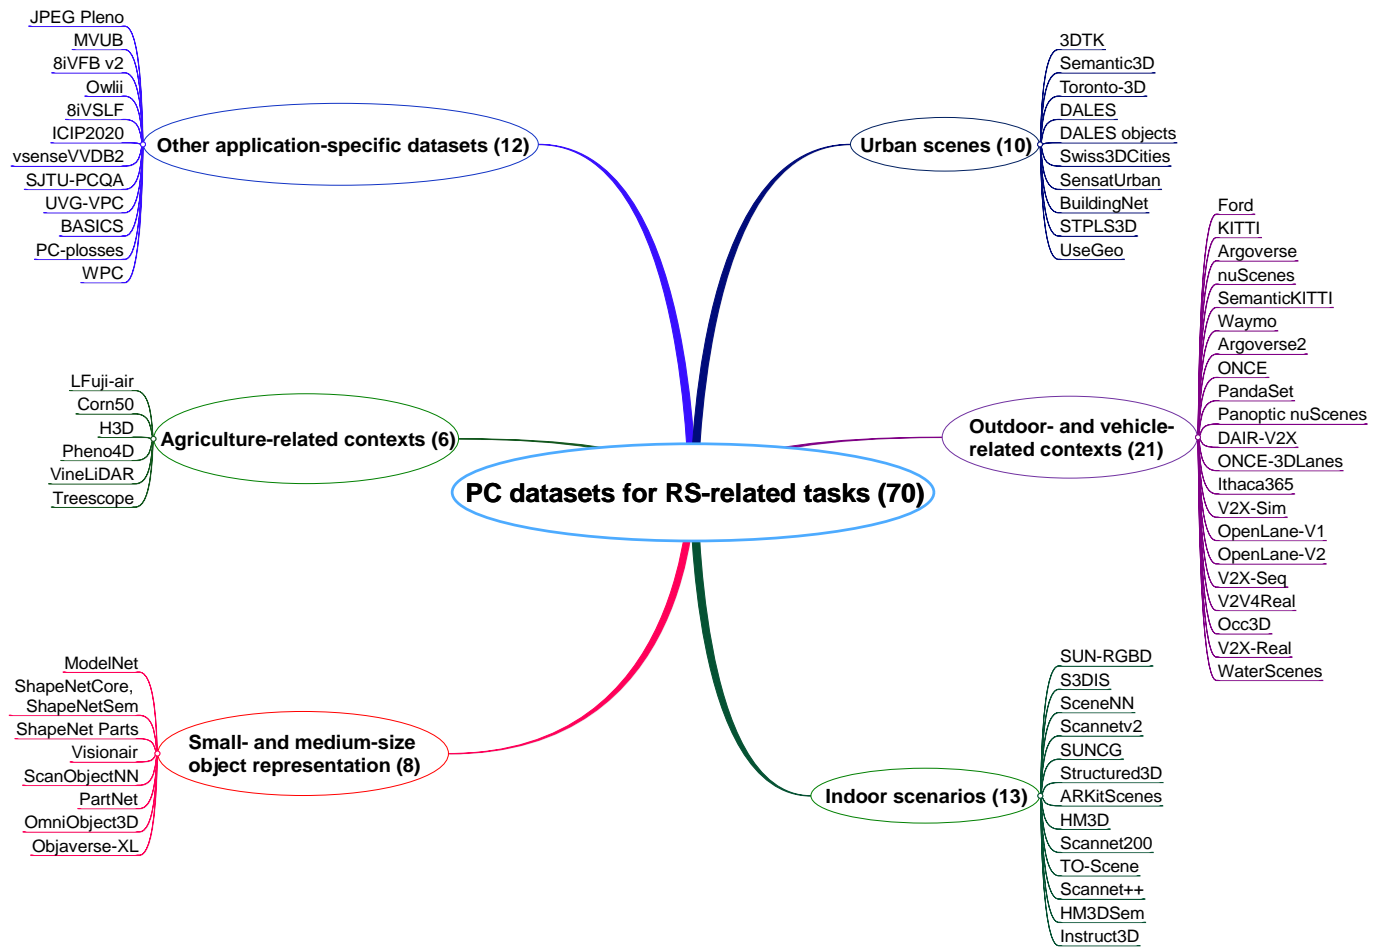 PC datasets for RS-related tasks (70)
Other application-specific datasets (12)
JPEG Pleno
MVUB
8iVFB v2
Owlii
8iVSLF
ICIP2020
vsenseVVDB2
SJTU-PCQA
UVG-VPC
BASICS
PC-plosses
WPC
Agriculture-related contexts (6)
LFuji-air
Corn50
H3D
Pheno4D
VineLiDAR
Treescope
Small- and medium-size
object representation (8)
ModelNet
ShapeNetCore,
ShapeNetSem
ShapeNet Parts
Visionair
ScanObjectNN
PartNet
OmniObject3D
Objaverse-XL
Urban scenes (10)
3DTK
Semantic3D
Toronto-3D
DALES
DALES objects
Swiss3DCities
SensatUrban
BuildingNet
STPLS3D
UseGeo
Outdoor- and vehicle-
related contexts (21)
Ford
KITTI
Argoverse
nuScenes
SemanticKITTI
Waymo
Argoverse2
ONCE
PandaSet
Panoptic nuScenes
DAIR-V2X
ONCE-3DLanes
Ithaca365
V2X-Sim
OpenLane-V1
OpenLane-V2
V2X-Seq
V2V4Real
Occ3D
V2X-Real
WaterScenes
Indoor scenarios (13)
SUN-RGBD
S3DIS
SceneNN
Scannetv2
SUNCG
Structured3D
ARKitScenes
HM3D
Scannet200
TO-Scene
Scannet++
HM3DSem
Instruct3D